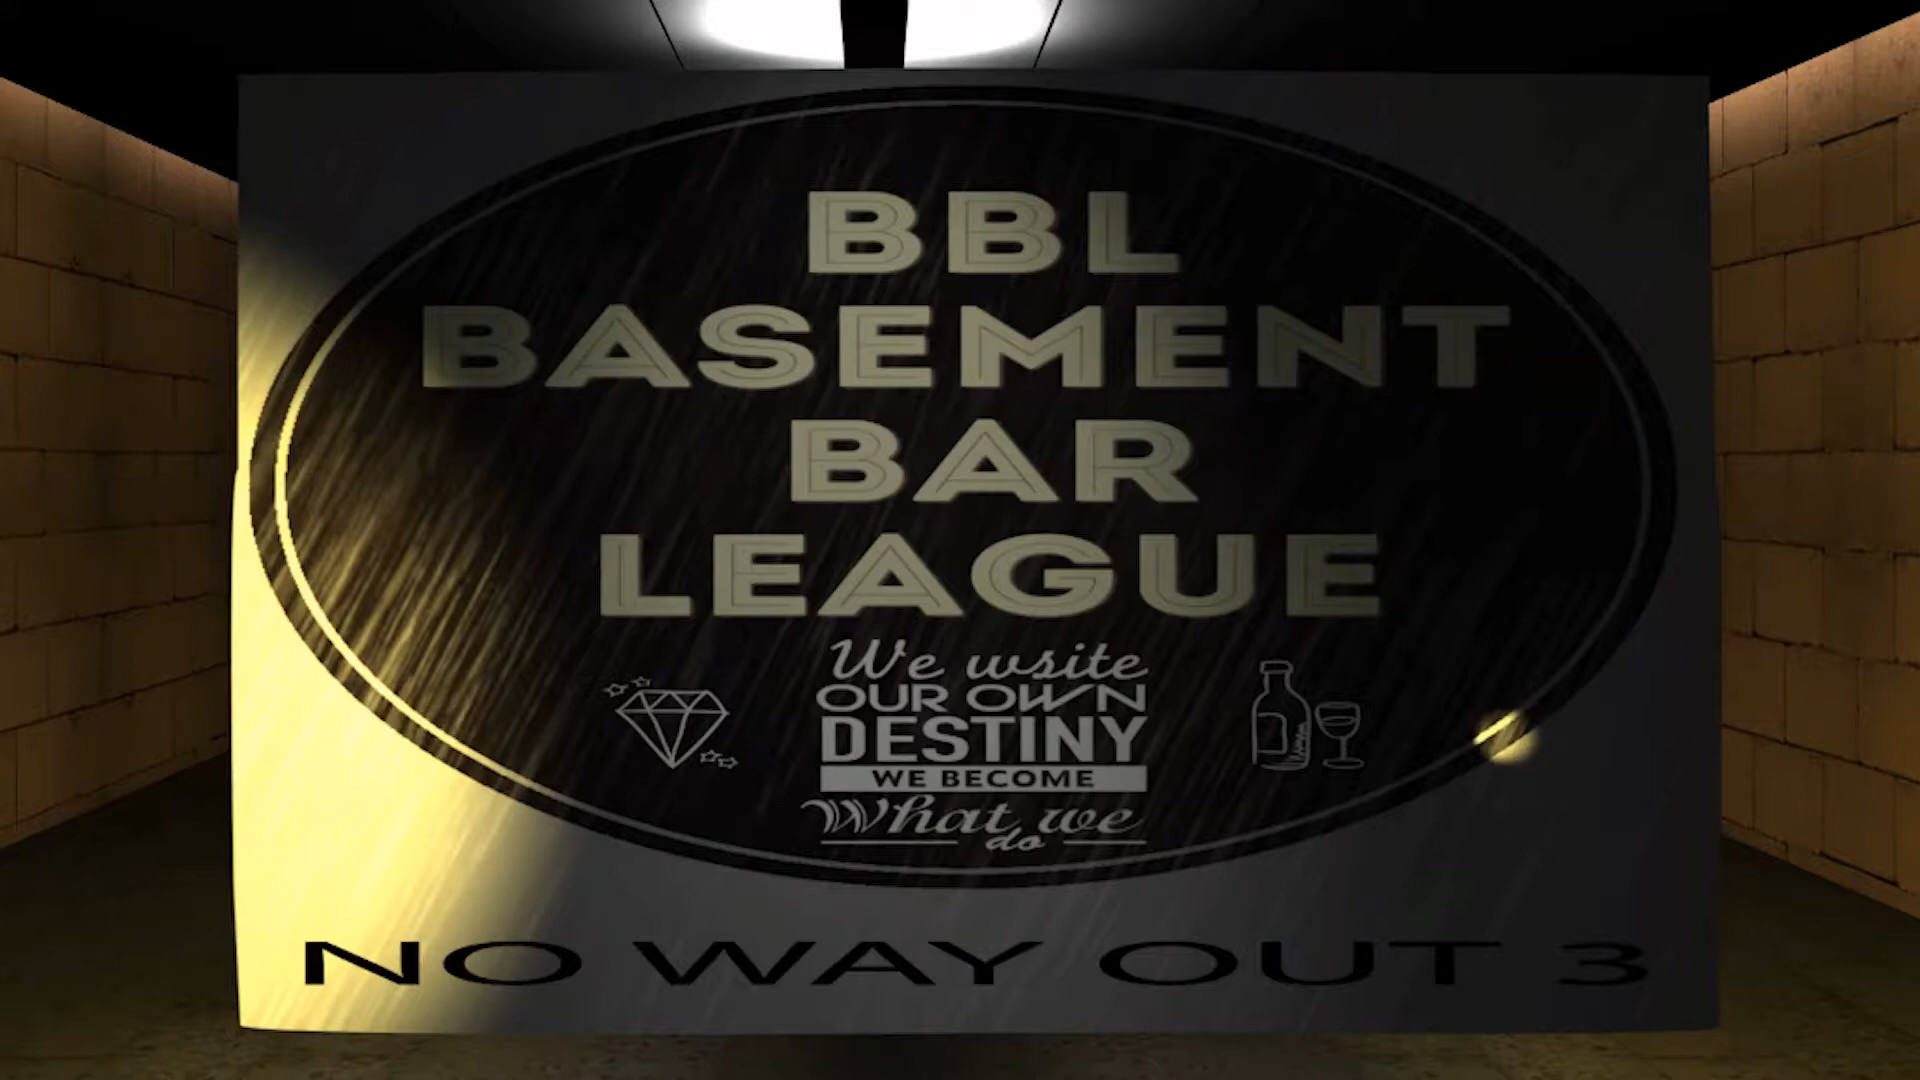 BBL
BASEMENT
BAR
LEAGUE
We wsite
OUR OWN
DESTINY
WE BECOME
What we
do
NO WAY OUT 3